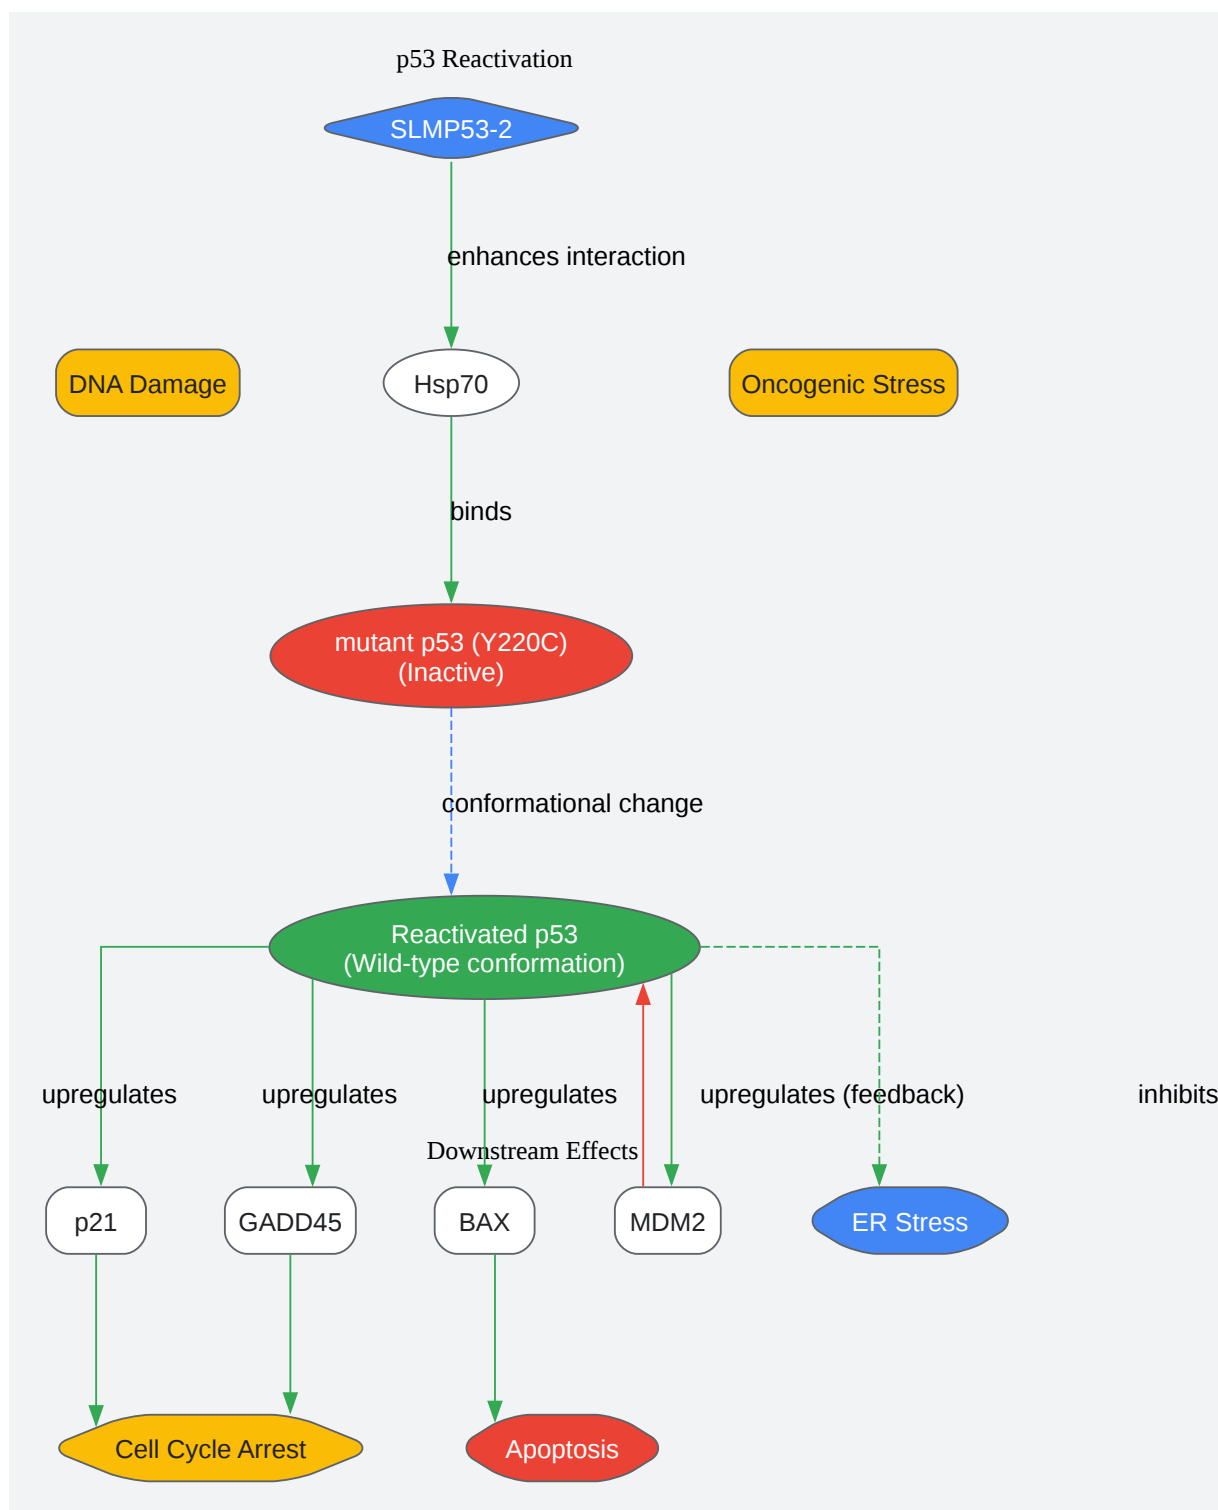 p53 Reactivation
SLMP53-2
enhances interaction
DNA Damage
Hsp70
Oncogenic Stress
binds
mutant p53 (Y220C)
(Inactive)
conformational change
Reactivated p53
(Wild-type conformation)
upregulates
upregulates
upregulates
upregulates (feedback)
inhibits
Downstream Effects
p21
GADD45
BAX
MDM2
ER Stress
Cell Cycle Arrest
Apoptosis